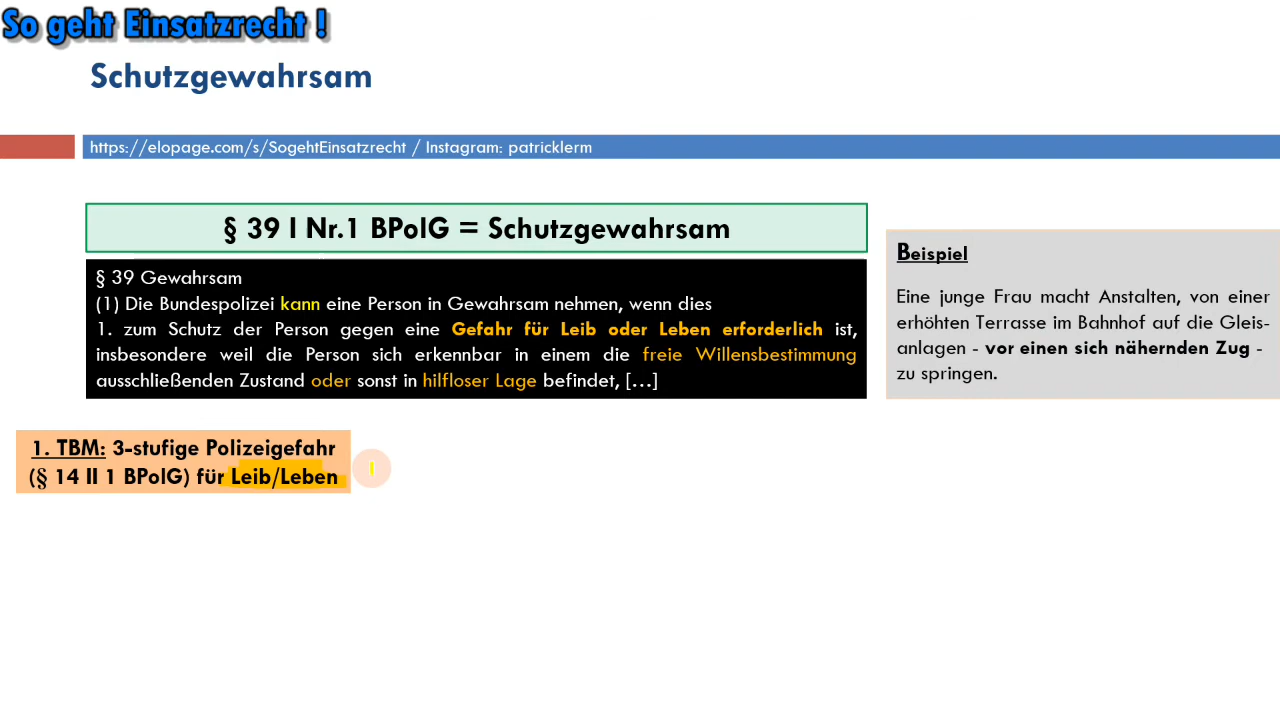 So geht Einsatzrecht !
Schutzgewahrsam
https://elopage.com/s/SogehtEinsatzrecht / Instagram: patricklerm
§ 39 I Nr.1 BPolG = Schutzgewahrsam
§ 39 Gewahrsam
(1) Die Bundespolizei kann eine Person in Gewahrsam nehmen, wenn dies
1. zum Schutz der Person gegen eine Gefahr für Leib oder Leben erforderlich ist,
insbesondere weil die Person sich erkennbar in einem die freie Willensbestimmung
ausschließenden Zustand oder sonst in hilfloser Lage befindet, […]
Beispiel
Eine junge Frau macht Anstalten, von einer
erhöhten Terrasse im Bahnhof auf die Gleis-
anlagen - vor einen sich nähernden Zug -
zu springen.
1. TBM: 3-stufige Polizeigefahr
(§ 14 II 1 BPolG) für Leib/Leben